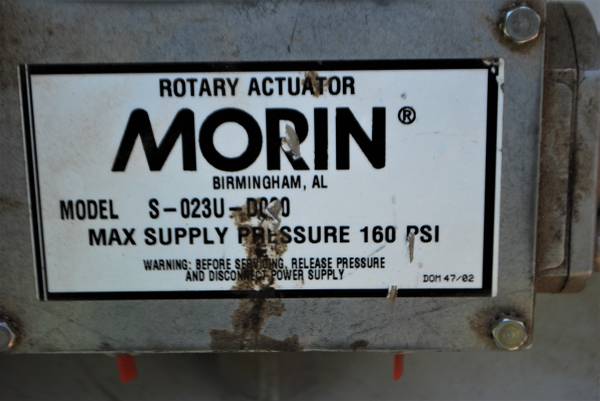 ROTARY ACTUATOR
MORIN®
BIRMINGHAM, AL
MODEL S-023U-
MAX SUPPLY PRESSURE 160 PSI
WARNING: BEFORE SERVICING, RELEASE PRESSURE
AND DISCONNECT POWER SUPPLY
DOM 47/02